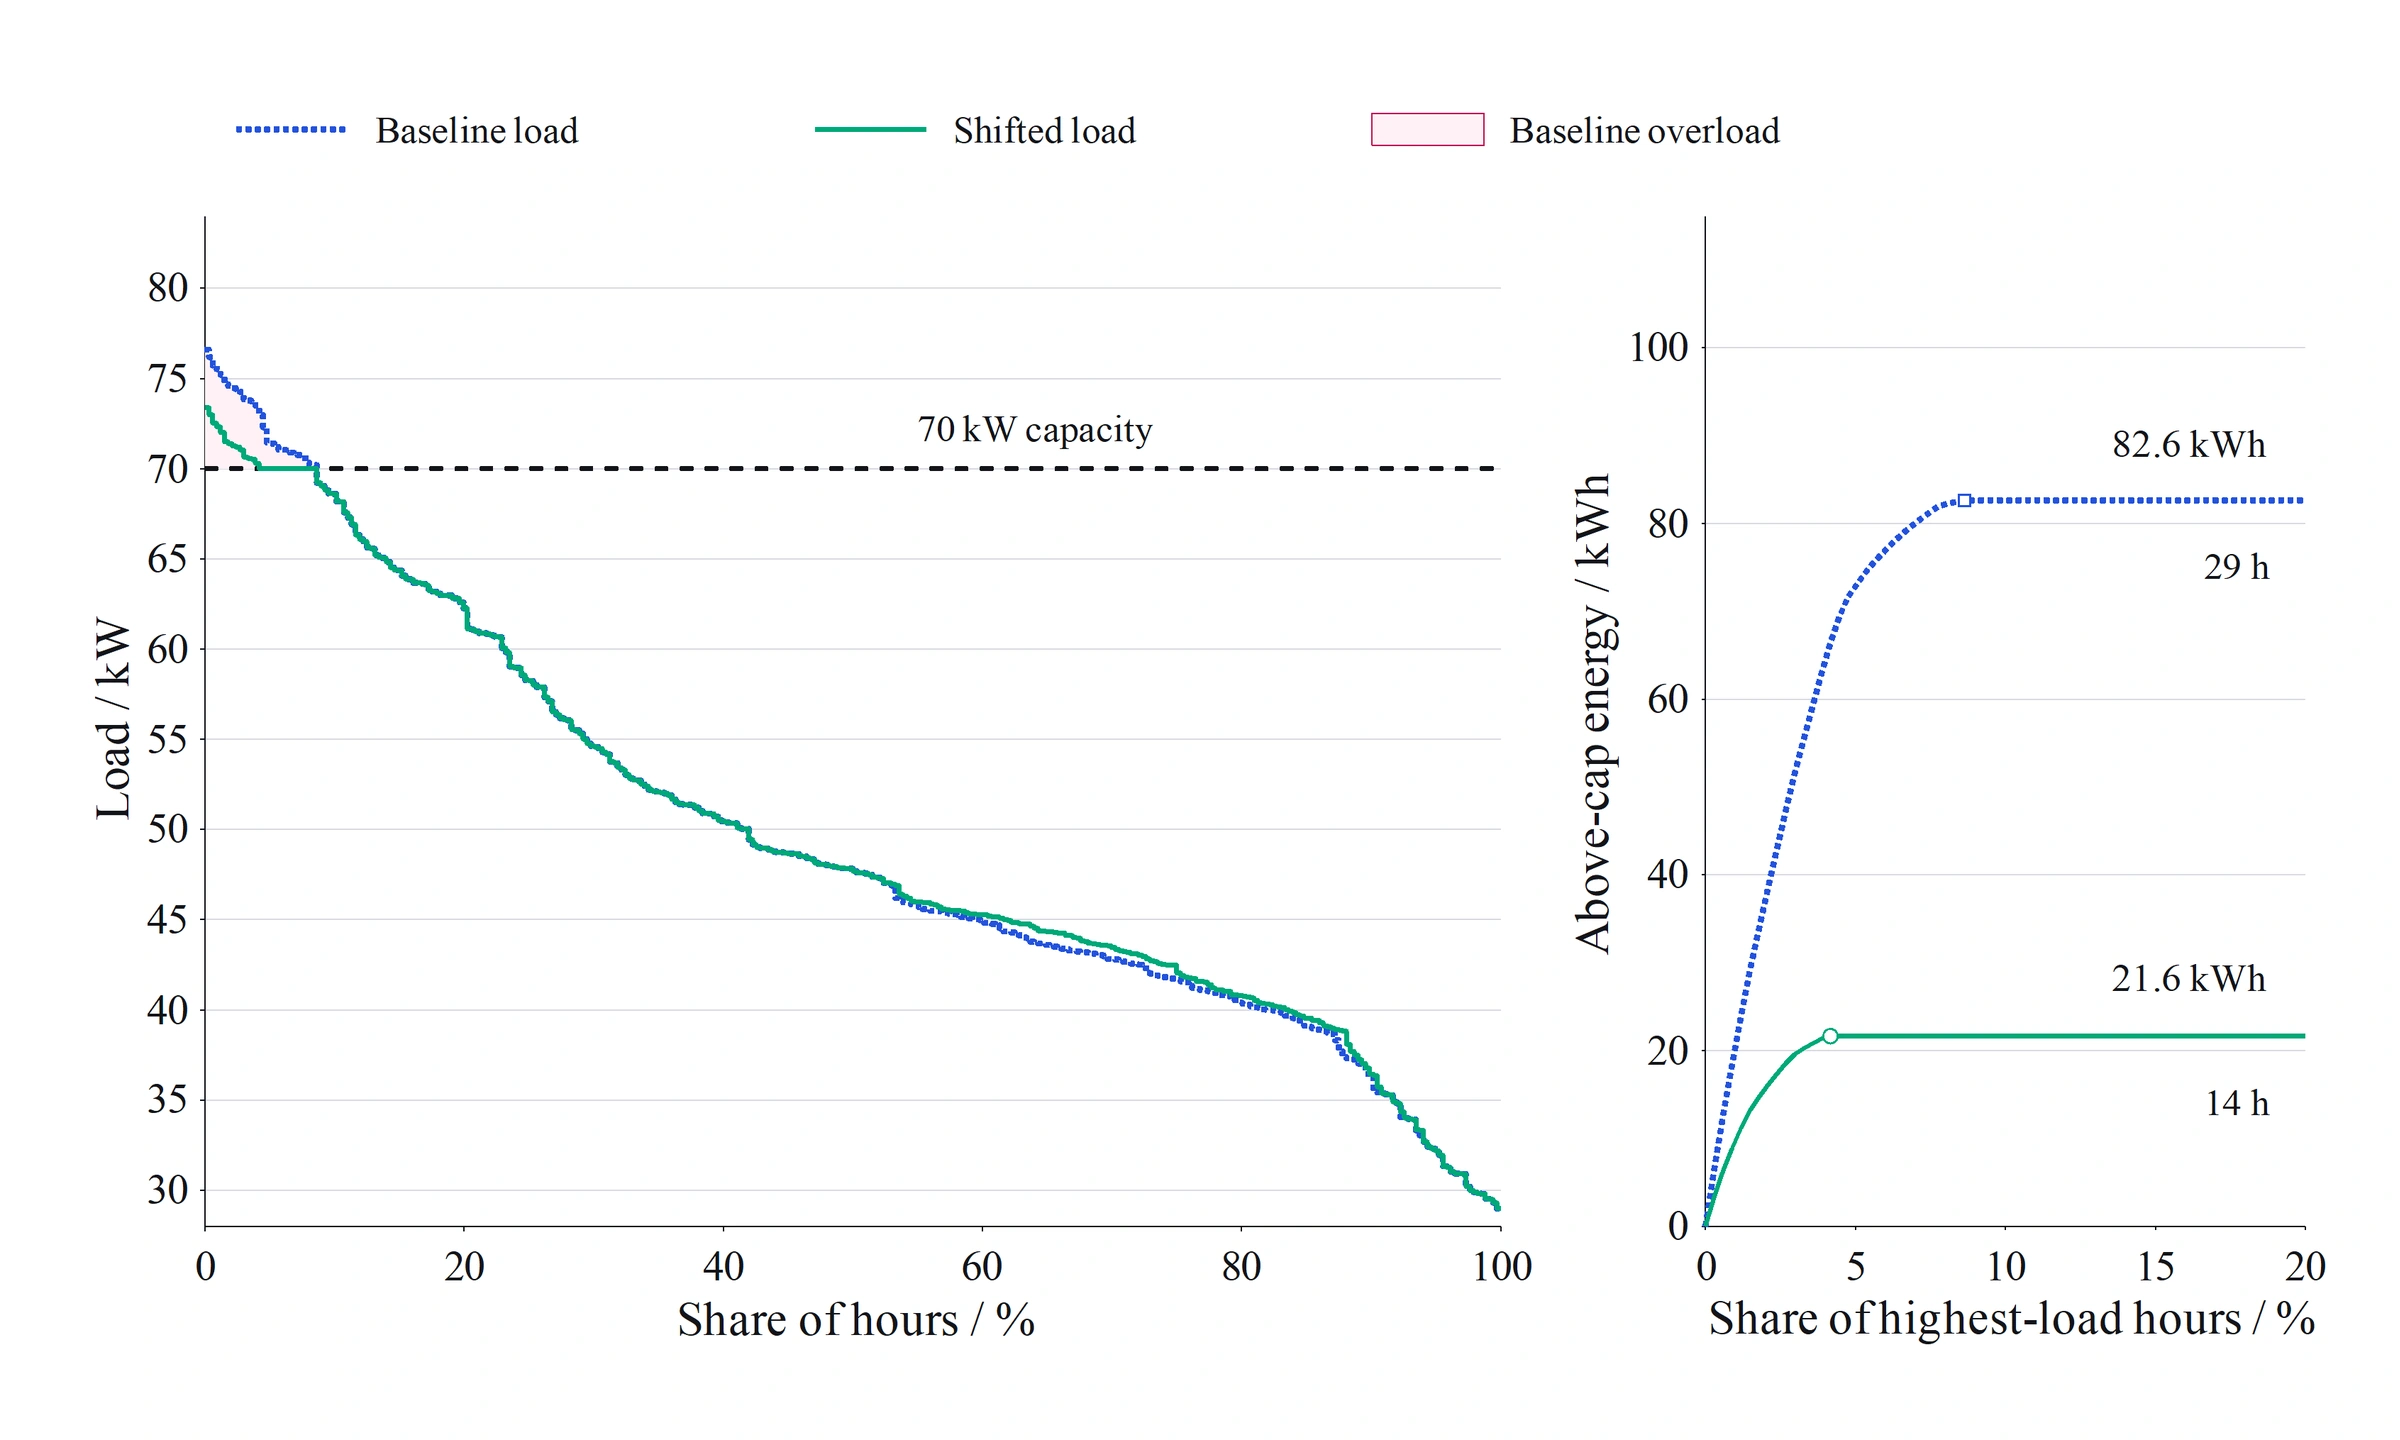 Baseline load
Shifted load
Baseline overload
80
75
70
65
60
55
50
45
40
35
30
Load / kW
70 kW capacity
0
20
40
60
80
100
Share of hours / %
100
80
60
40
20
0
Above-cap energy / kWh
82.6 kWh
29 h
21.6 kWh
14 h
0
5
10
15
20
Share of highest-load hours / %